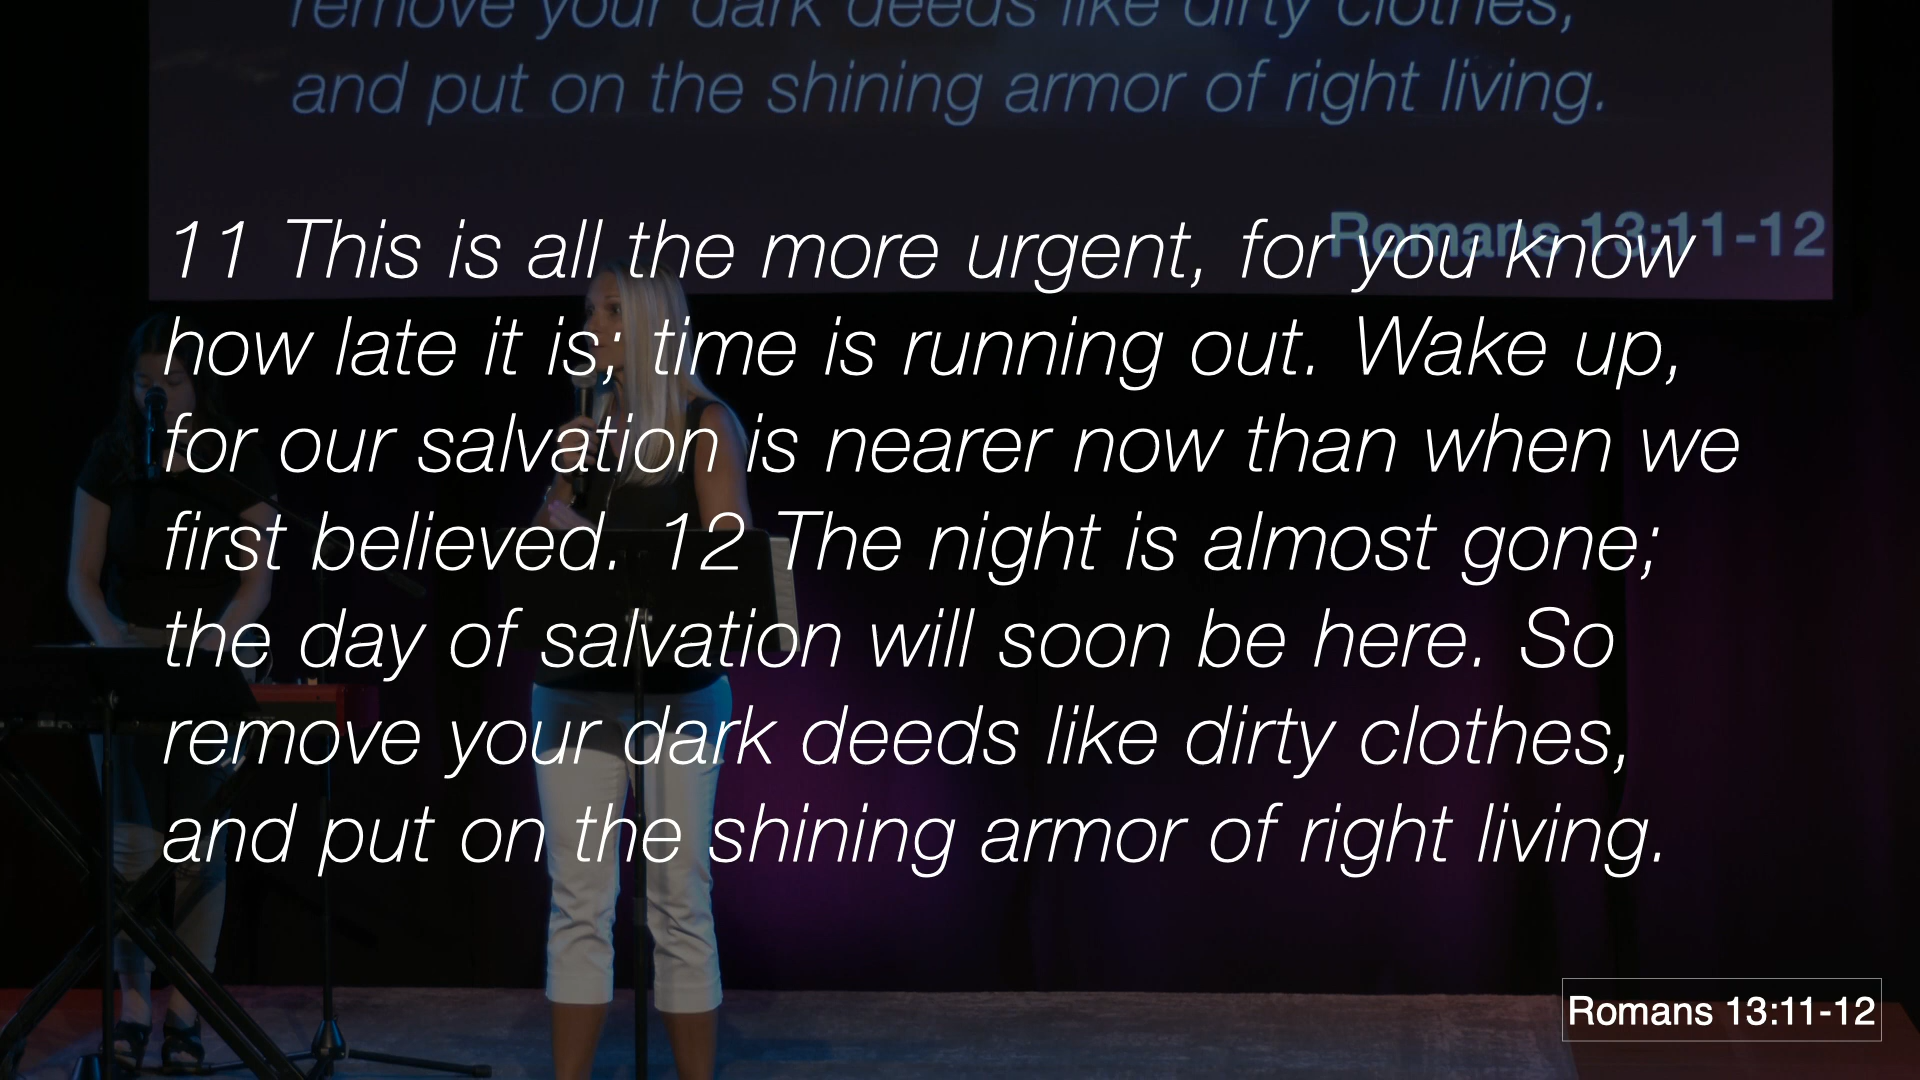 remove your dark deeds like dirty clothes,
and put on the shining armor of right living.
Romans 13:11-12
11 This is all the more urgent, for you know
how late it is; time is running out. Wake up,
for our salvation is nearer now than when we
first believed. 12 The night is almost gone;
the day of salvation will soon be here. So
remove your dark deeds like dirty clothes,
and put on the shining armor of right living.
Romans 13:11-12